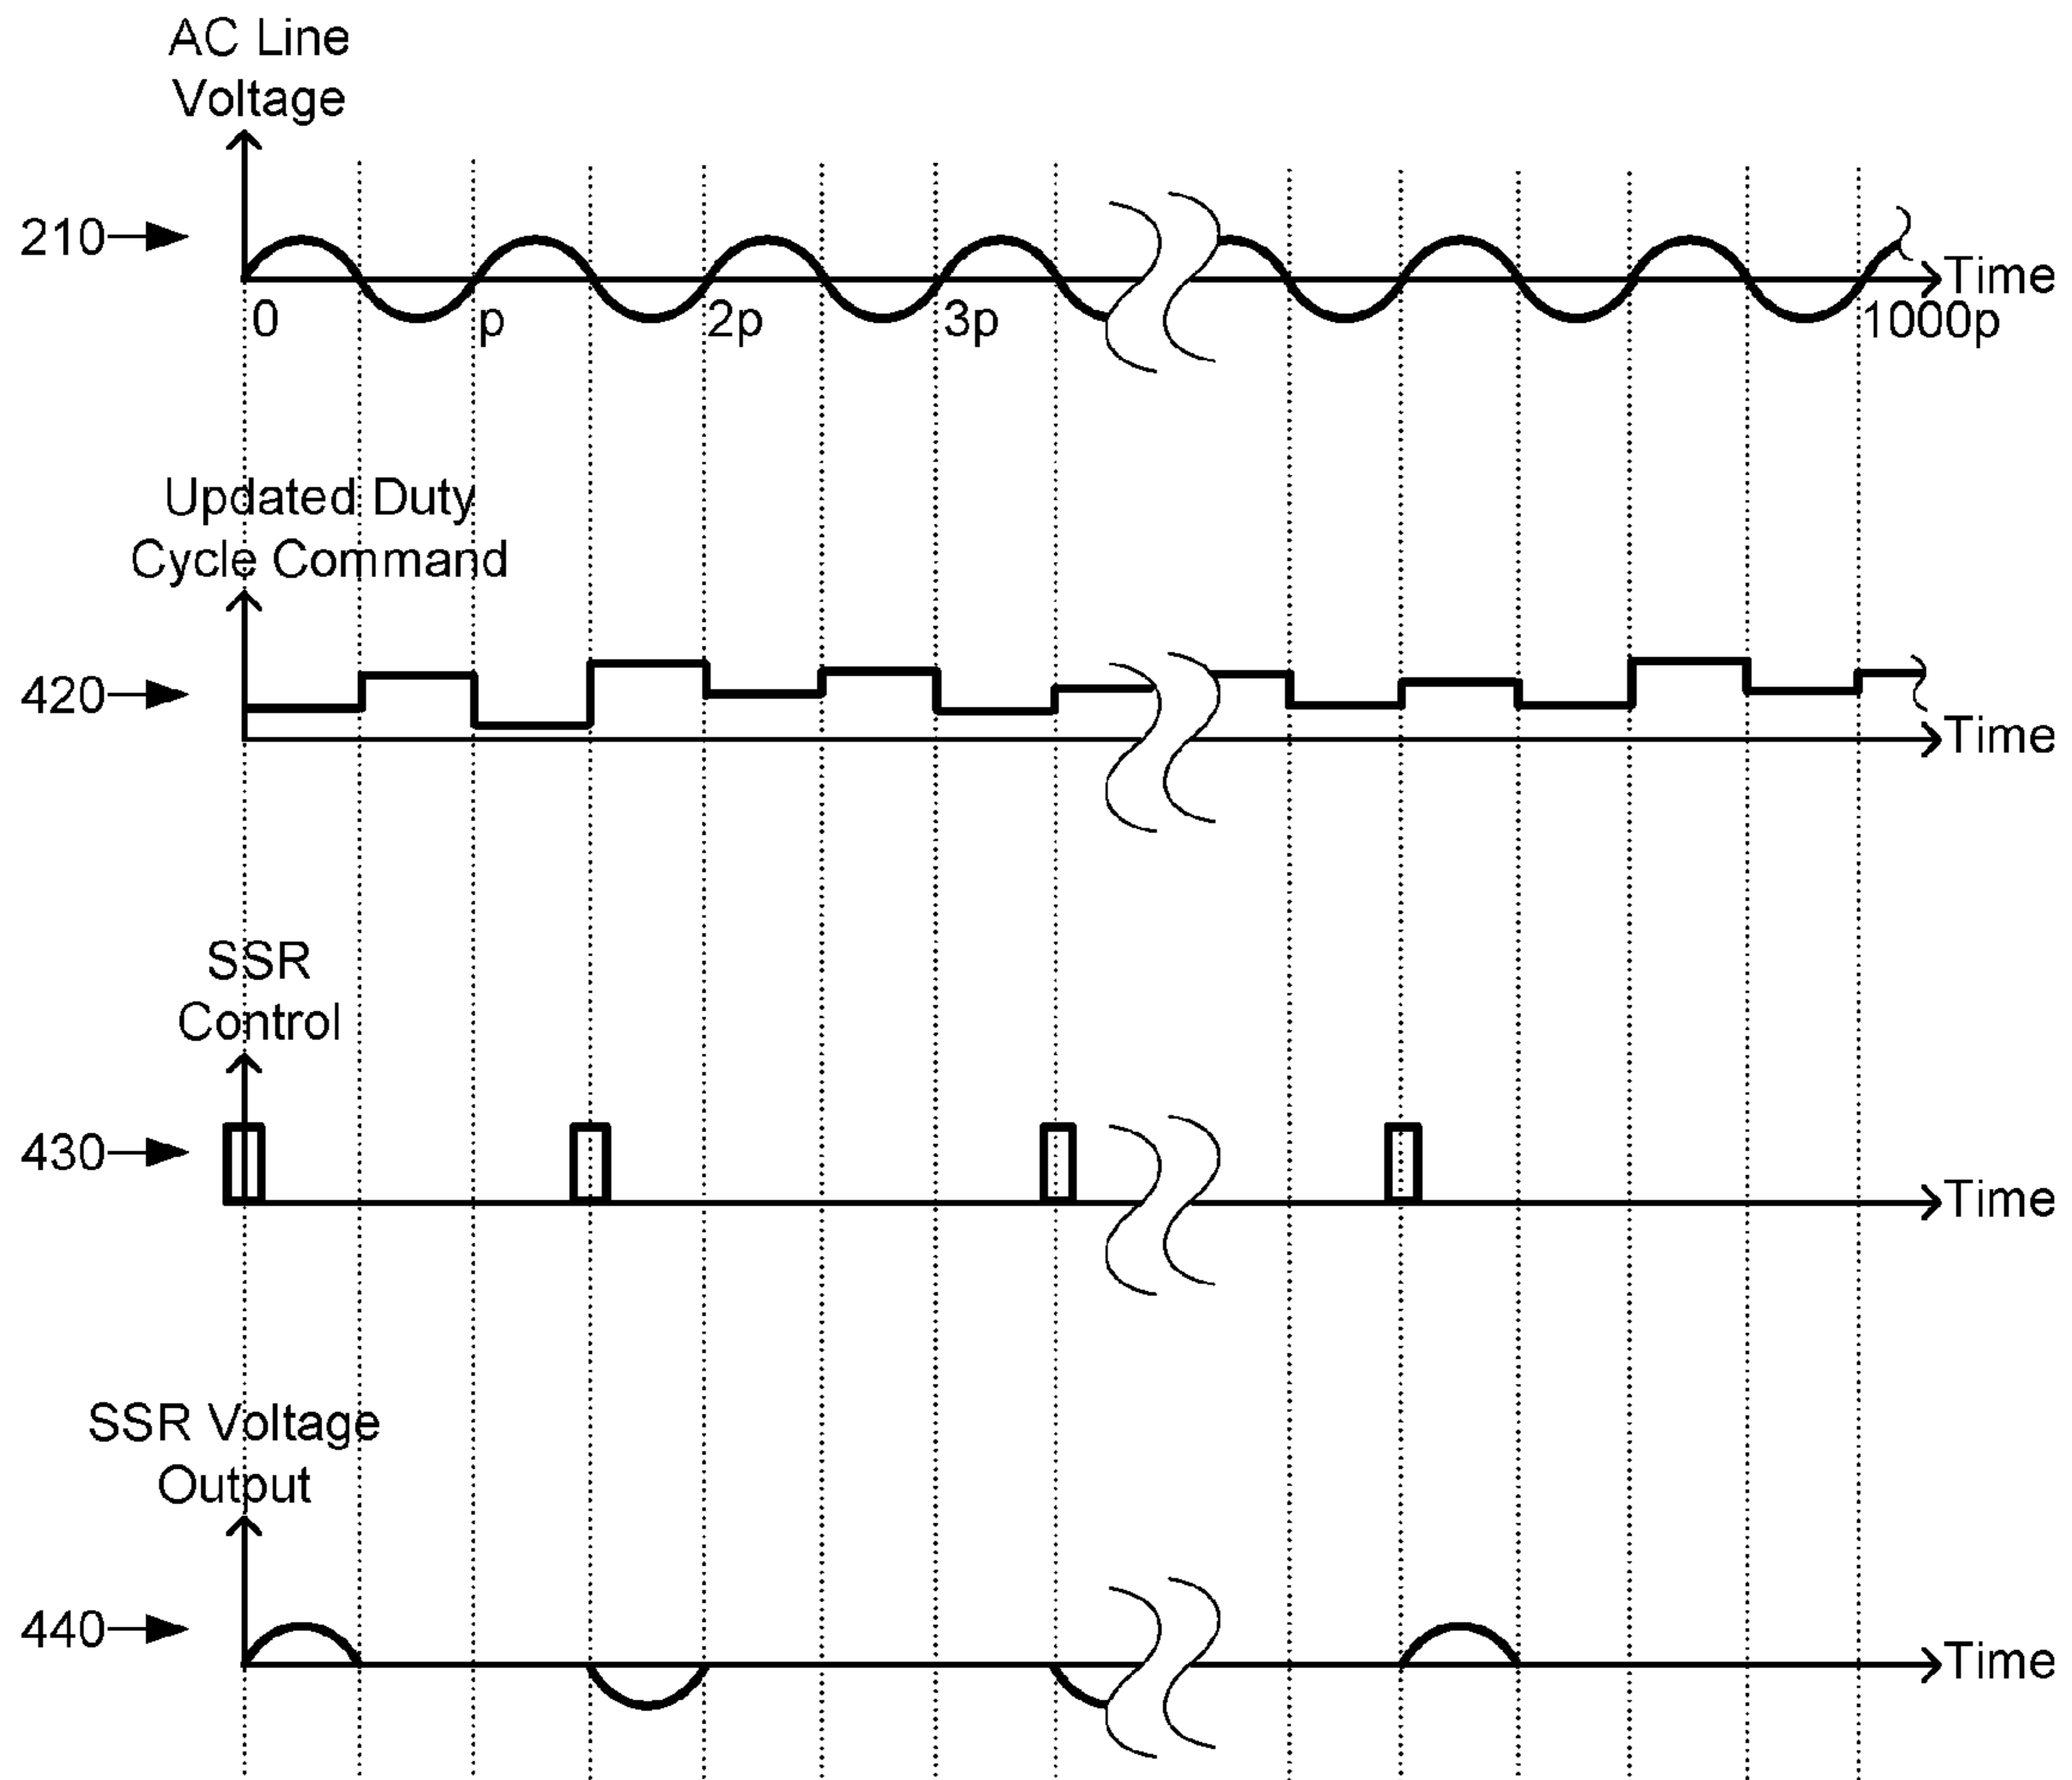 AC Line
Voltage
210
Time
0
p
2p
3p
1000p
Updated Duty
Cycle Command
420
Time
SSR
Control
430
Time
SSR Voltage
Output
440
Time